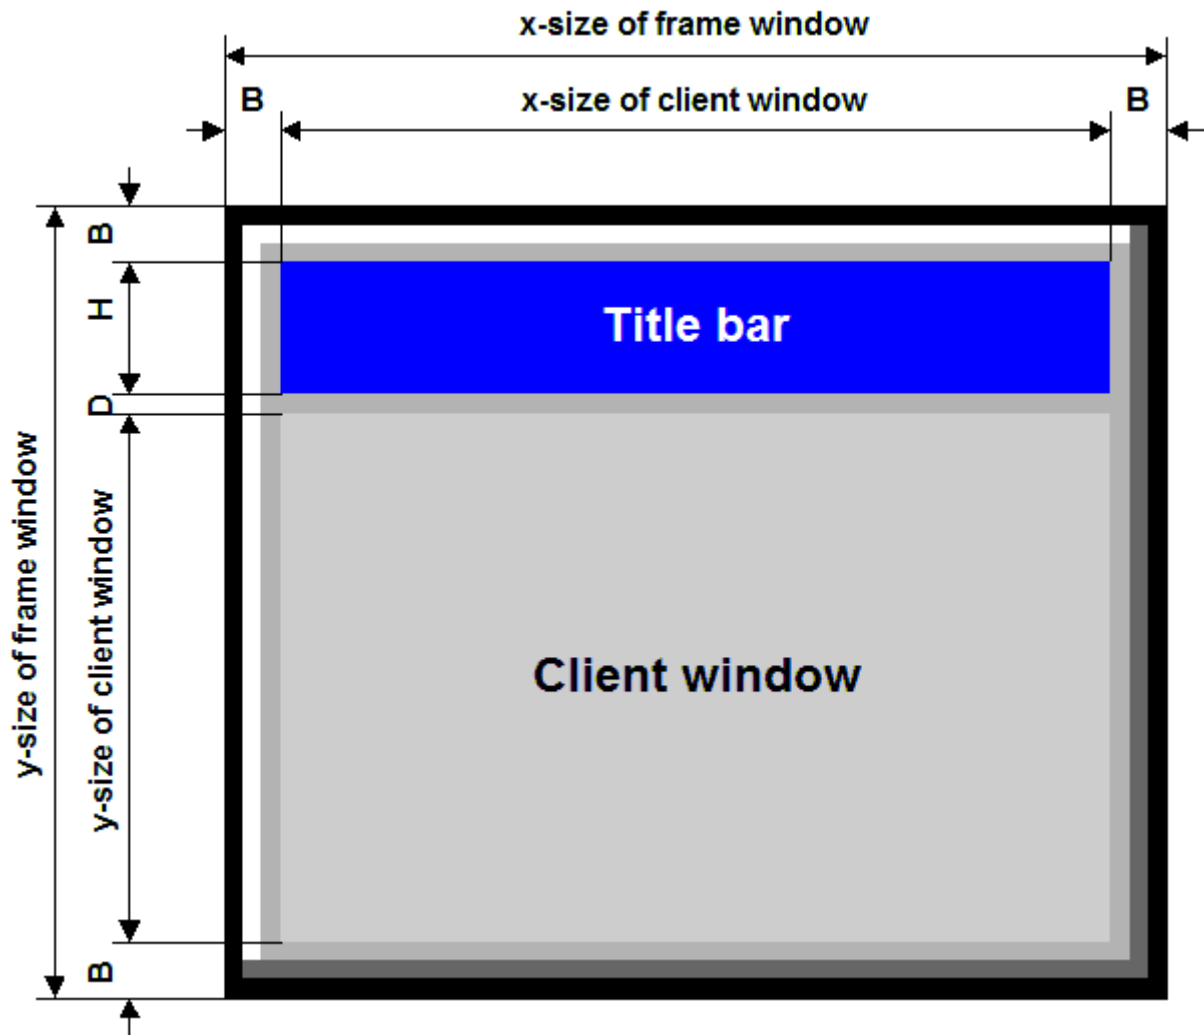 x-size of frame window
B
x-size of client window
B
B
H
D
y-size of frame window
y-size of client window
B
Title bar
Client window